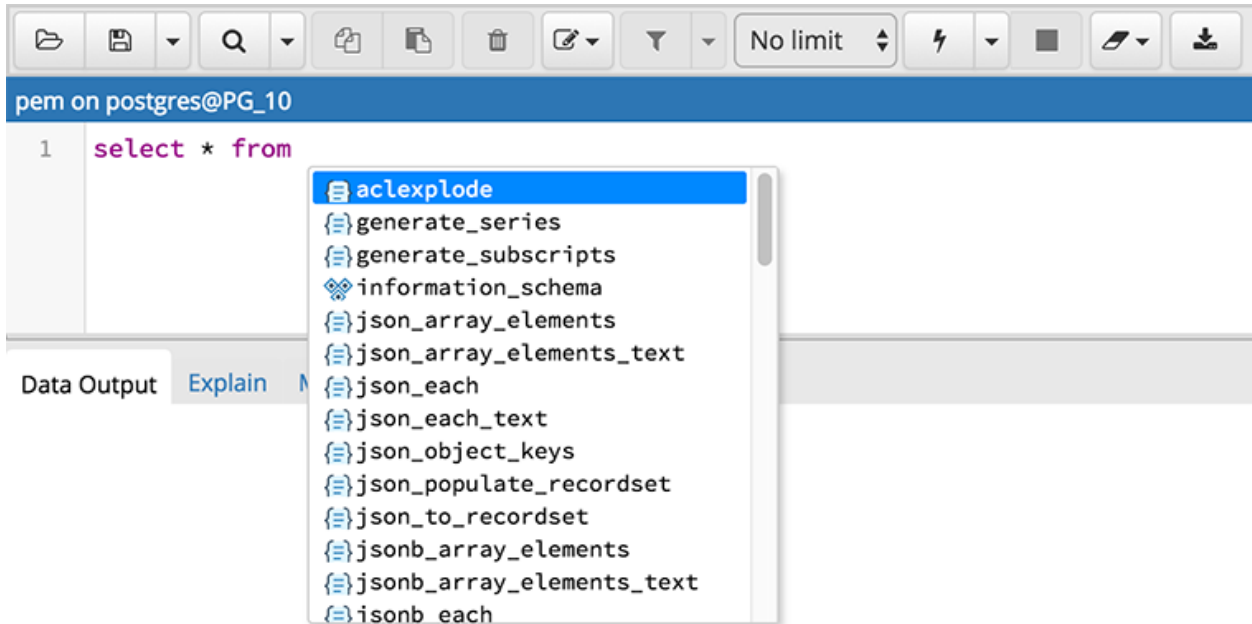 No limit
pem on postgres@PG_10
1 select * from
aclexplode
generate_series
generate_subscripts
information_schema
json_array_elements
json_array_elements_text
Data Output Explain
json_each
json_each_text
json_object_keys
json_populate_recordset
json_to_recordset
jsonb_array_elements
jsonb_array_elements_text
jsonb_each